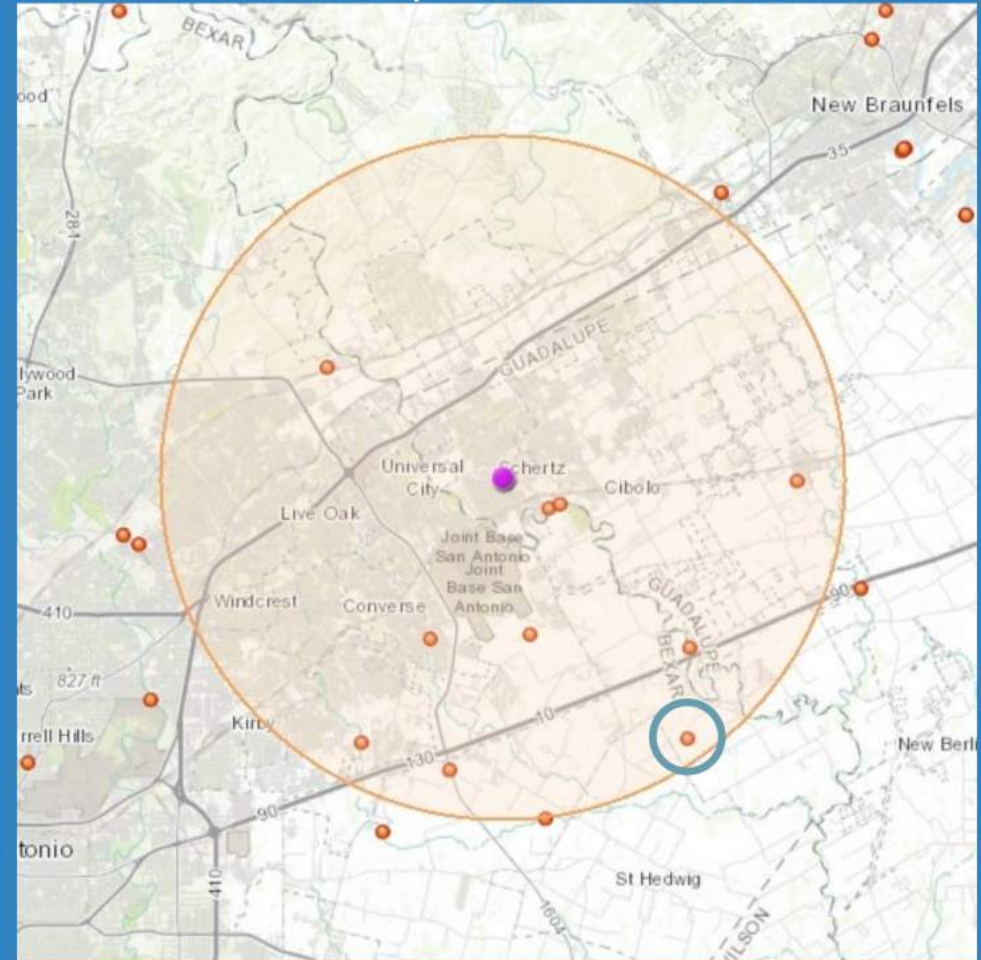 BEXAR
ood
New Braunfels
35
281
GUADALUPE
lywood
Park
Universal
City
Schertz
Cibolo
Live Oak
Joint Base
San Antonio
Joint
Base San
Antonio
Windcrest
Converse
GUADALUPE
BEXAR
90
410
827 ft
rrell Hills
Kirby
10
130
New Berli
90
tonio
410
St Hedwig
1604
WILSON